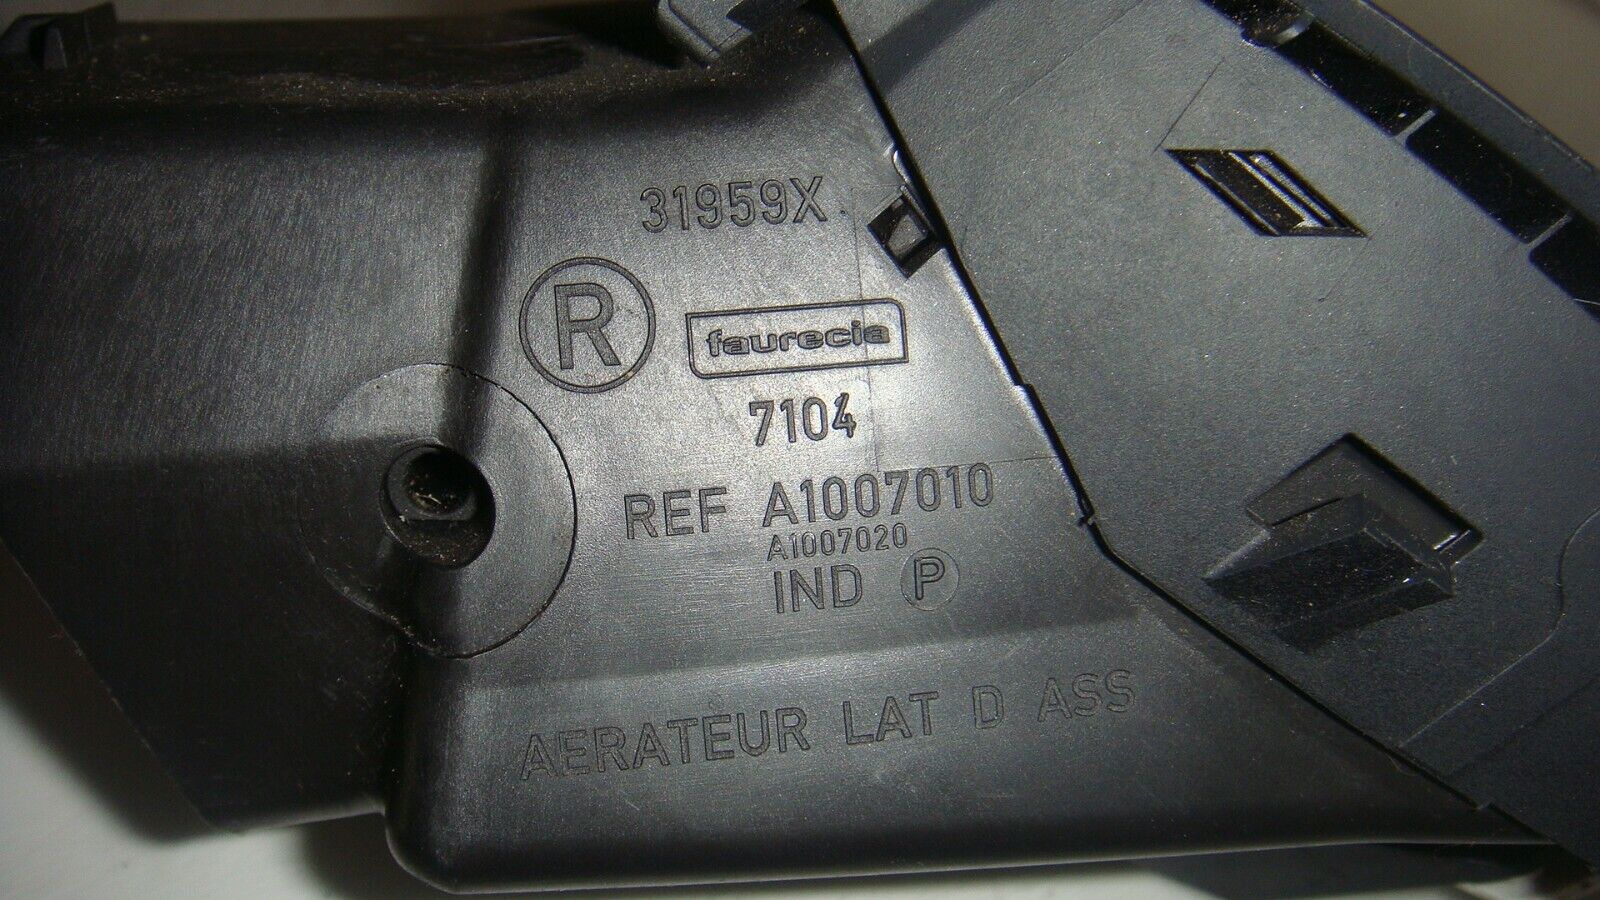 31959X
R faurecia
7104
REF A1007010
A1007020
IND P
AERATEUR LAT D ASS